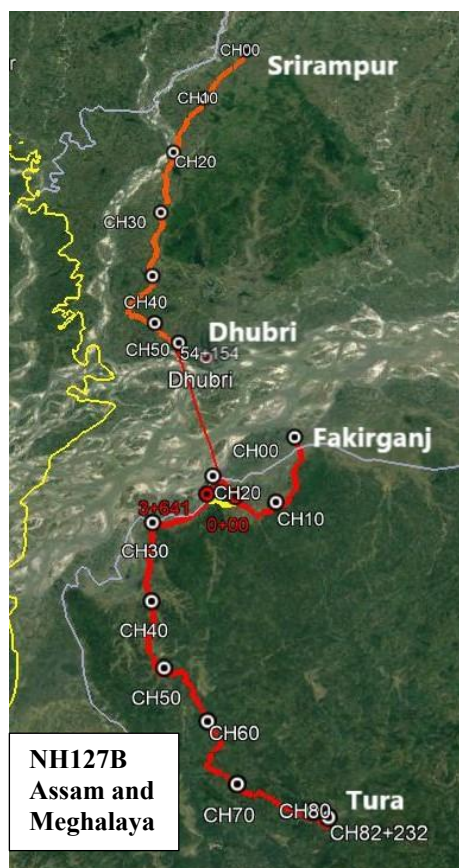 CH00
Srirampur
CH10
CH20
CH30
CH40
Dhubri
CH50
54+154
Dhubri
CH00
Fakirganj
CH20
3+641
0+00
CH10
CH30
CH40
CH50
CH60
CH70
CH80
Tura
CH82+232
NH127B
Assam and
Meghalaya